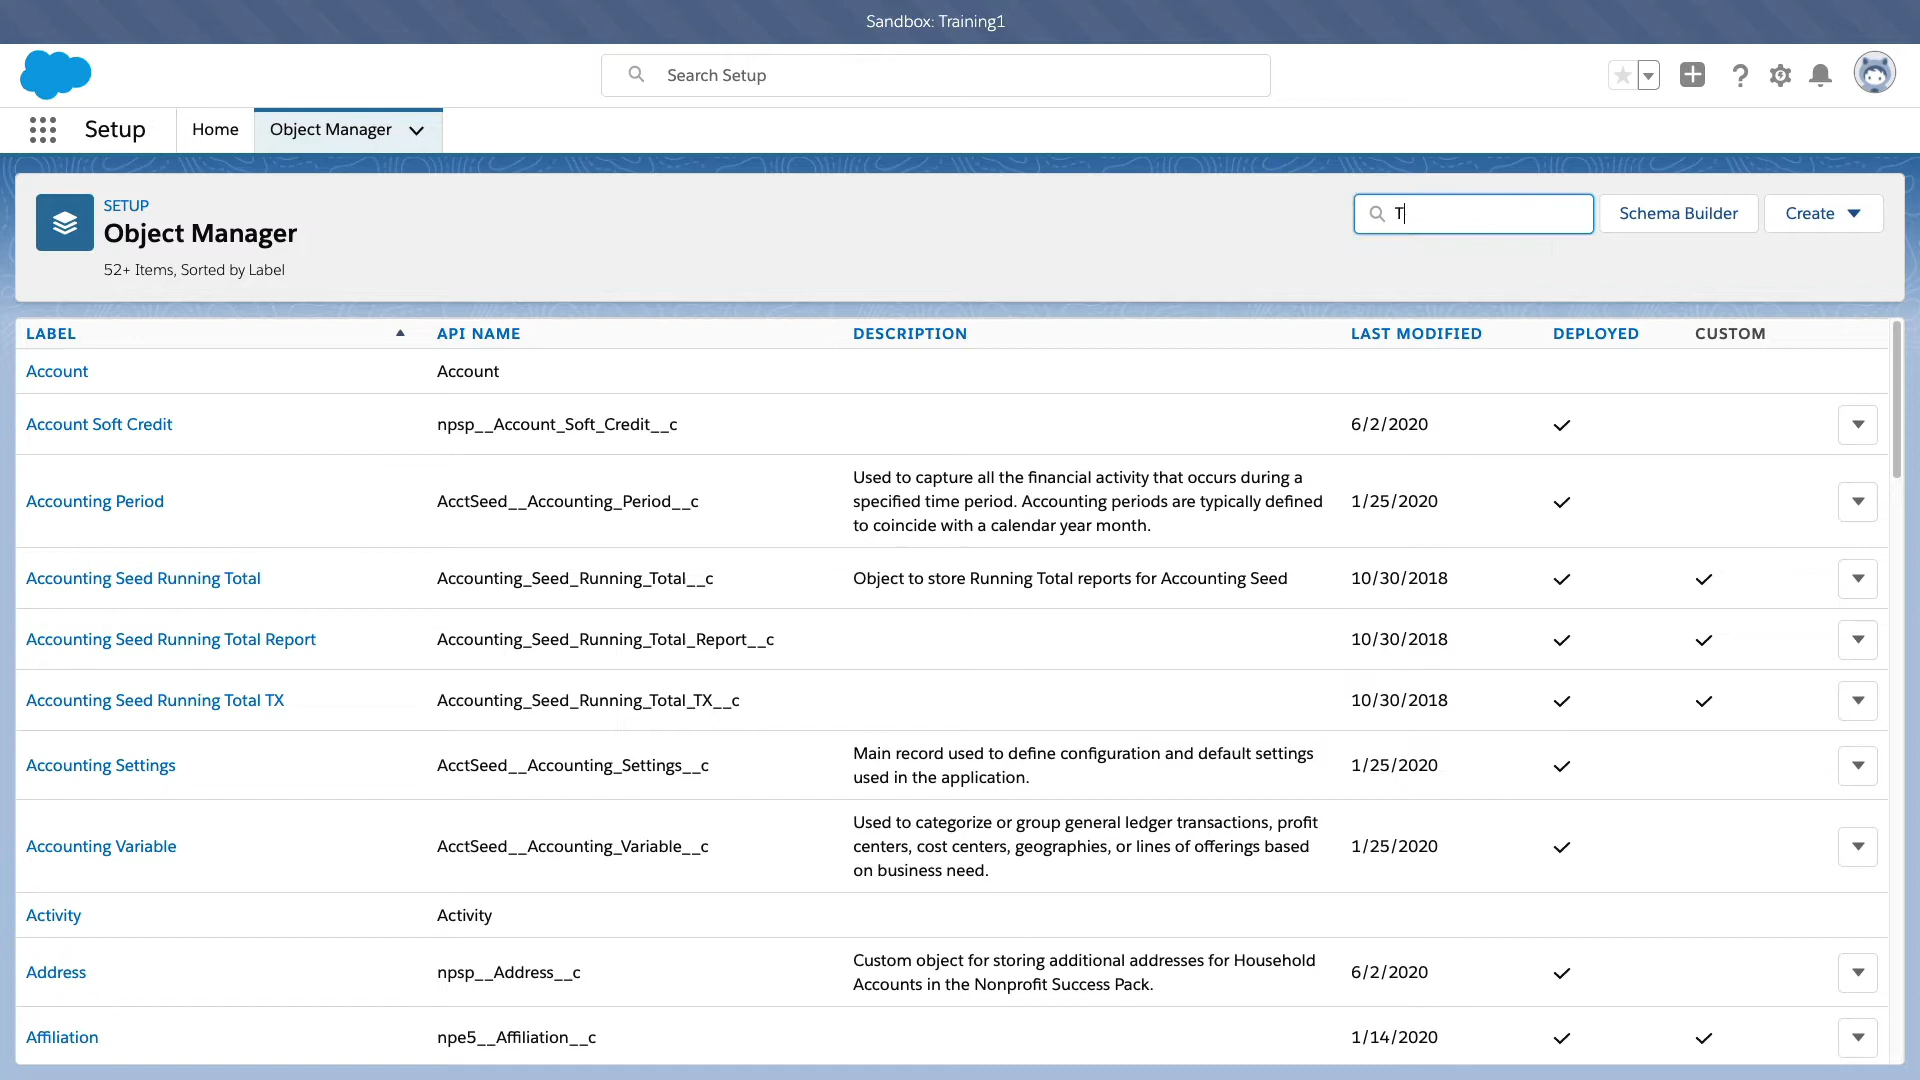 Sandbox: Training1
Search Setup
Setup
Home
Object Manager
SETUP
Object Manager
52+ Items, Sorted by Label
T
Schema Builder
Create
LABEL
API NAME
DESCRIPTION
LAST MODIFIED
DEPLOYED
CUSTOM
Account
Account
Account Soft Credit
npsp__Account_Soft_Credit__c
6/2/2020
Accounting Period
AcctSeed__Accounting_Period__c
Used to capture all the financial activity that occurs during a
specified time period. Accounting periods are typically defined
to coincide with a calendar year month.
1/25/2020
Accounting Seed Running Total
Accounting_Seed_Running_Total__c
Object to store Running Total reports for Accounting Seed
10/30/2018
Accounting Seed Running Total Report
Accounting_Seed_Running_Total_Report__c
10/30/2018
Accounting Seed Running Total TX
Accounting_Seed_Running_Total_TX__c
10/30/2018
Accounting Settings
AcctSeed__Accounting_Settings__c
Main record used to define configuration and default settings
used in the application.
1/25/2020
Accounting Variable
AcctSeed__Accounting_Variable__c
Used to categorize or group general ledger transactions, profit
centers, cost centers, geographies, or lines of offerings based
on business need.
1/25/2020
Activity
Activity
Address
npsp__Address__c
Custom object for storing additional addresses for Household
Accounts in the Nonprofit Success Pack.
6/2/2020
Affiliation
npe5__Affiliation__c
1/14/2020